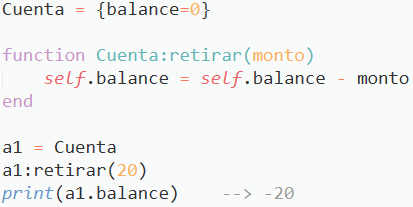 Cuenta = {balance=0}
function Cuenta:retirar(monto)
    self.balance = self.balance - monto
end
a1 = Cuenta
a1:retirar(20)
print(a1.balance)    --> -20